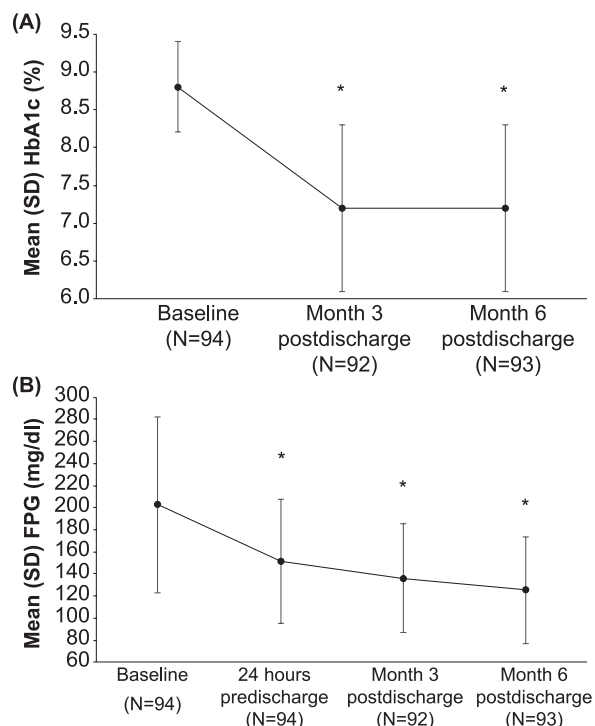 (A)
Mean (SD) HbA1c (%)
9.5
9.0
8.5
8.0
7.5
7.0
6.5
6.0
* *
Baseline Month 3 Month 6
(N=94) postdischarge postdischarge
(N=92) (N=93)
(B)
Mean (SD) FPG (mg/dl)
300
280
260
240
220
200
180
160
140
120
100
80
60
* * *
Baseline 24 hours Month 3 Month 6
(N=94) predischarge postdischarge postdischarge
(N=94) (N=92) (N=93)